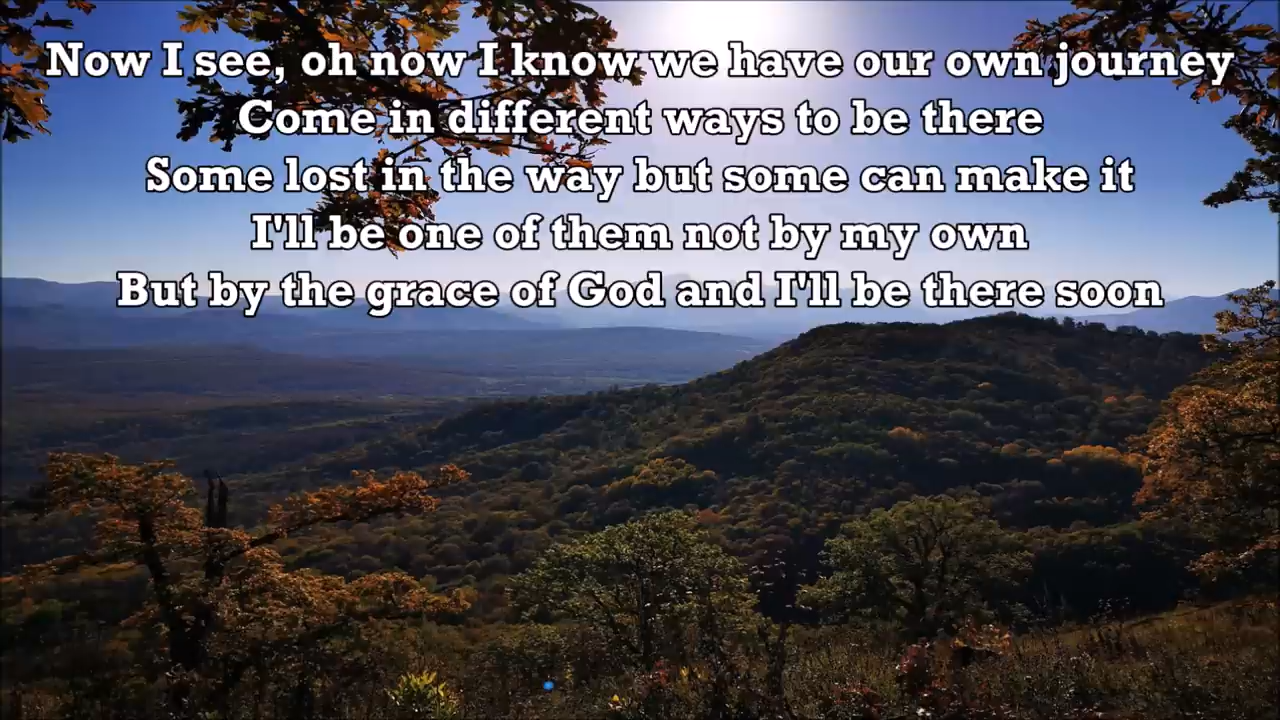 Now I see, oh now I know we have our own journey
Come in different ways to be there
Some lost in the way but some can make it
I'll be one of them not by my own
But by the grace of God and I'll be there soon